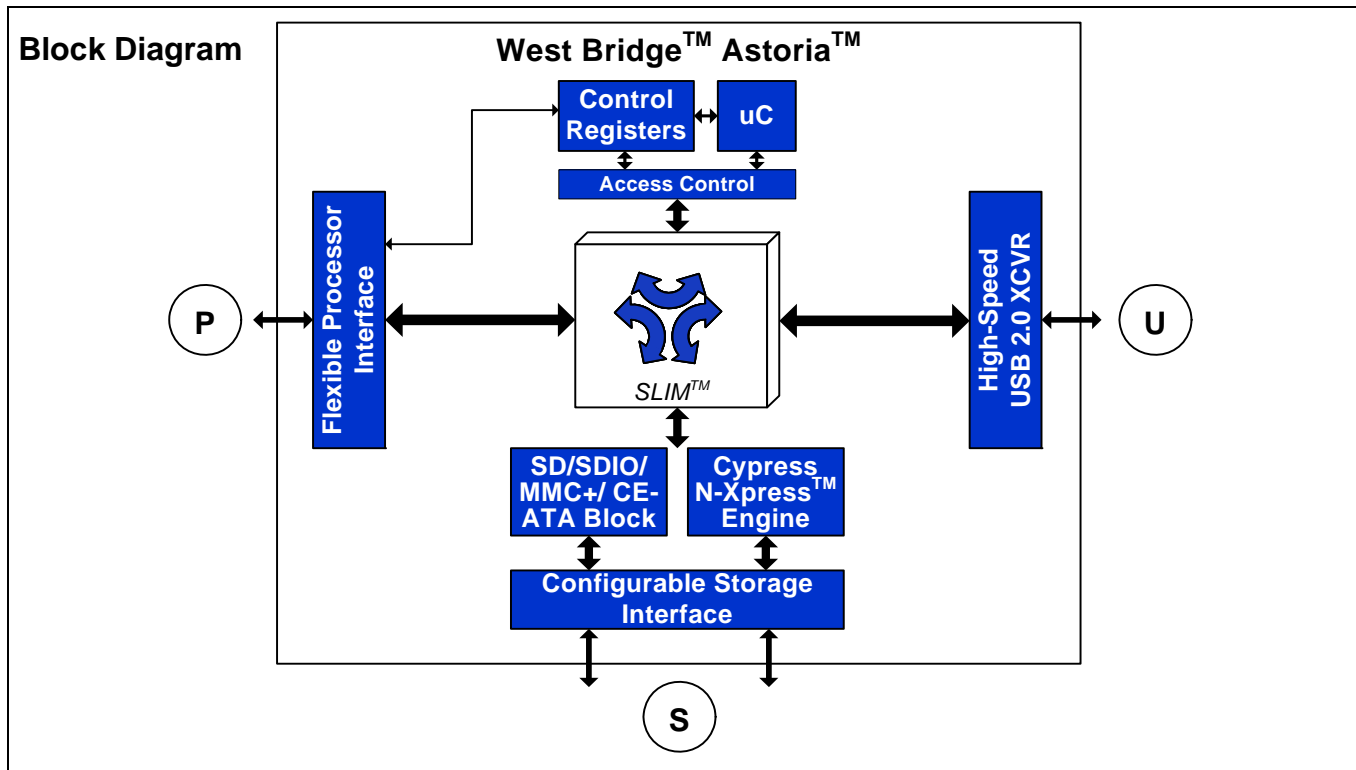 Block Diagram
West Bridge™ Astoria™
Control
Registers
uC
Access Control
Flexible Processor
Interface
P
SLIM™
High-Speed
USB 2.0 XCVR
U
SD/SDIO/
MMC+/ CE-
ATA Block
Cypress
N-Xpress™
Engine
Configurable Storage
Interface
S